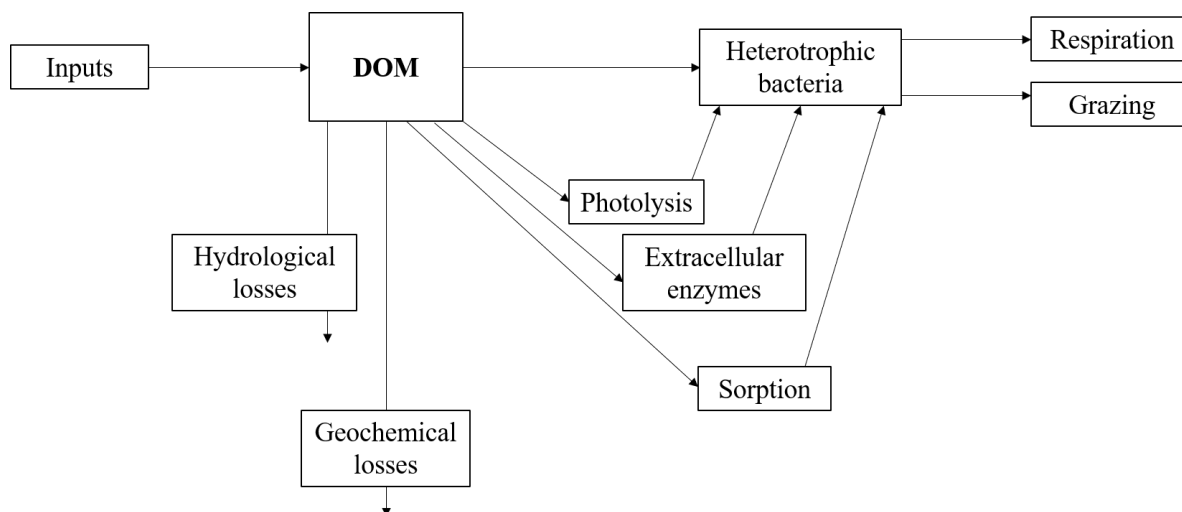 Inputs
DOM
Heterotrophic
bacteria
Respiration
Grazing
Photolysis
Hydrological
losses
Extracellular
enzymes
Sorption
Geochemical
losses